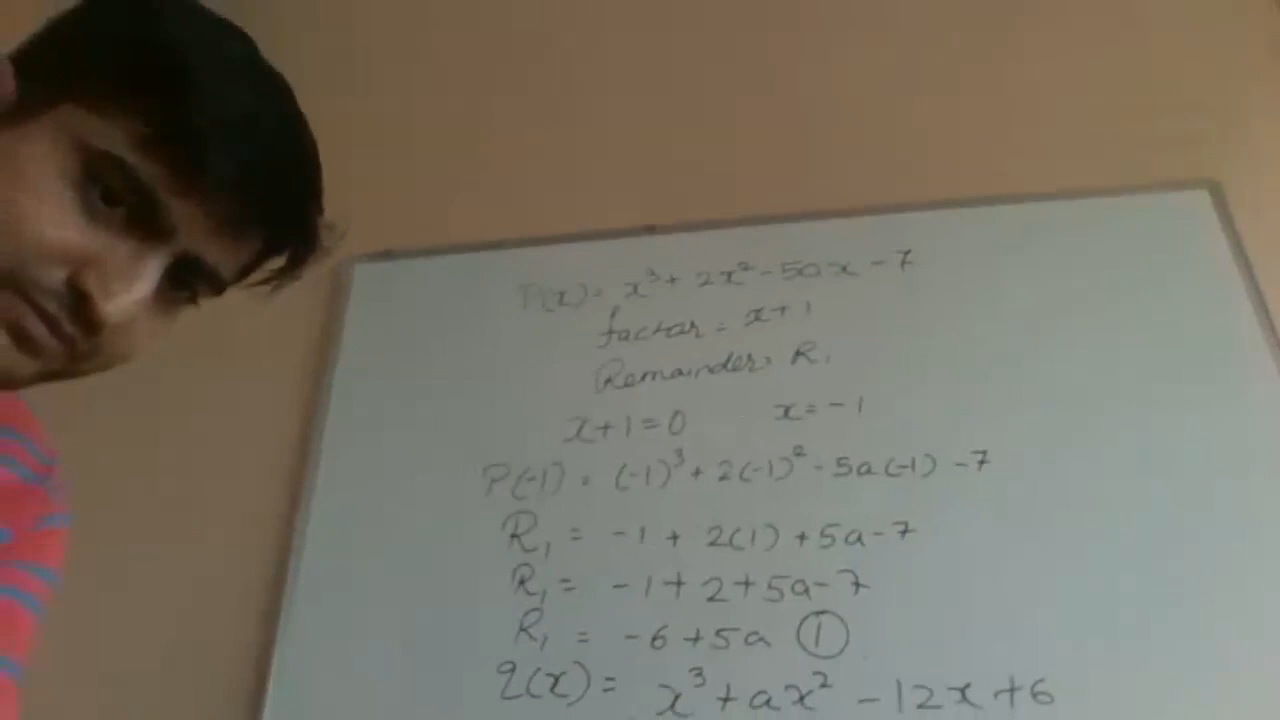 P(x) = x³ + 2x² - 5ax - 7
factor = x+1
Remainder = R₁
x+1=0 x=-1
P(-1) = (-1)³ + 2(-1)² - 5a(-1) - 7
R₁ = -1 + 2(1) + 5a - 7
R₁ = -1 + 2 + 5a - 7
R₁ = -6 + 5a ①
q(x) = x³ + ax² - 12x + 6